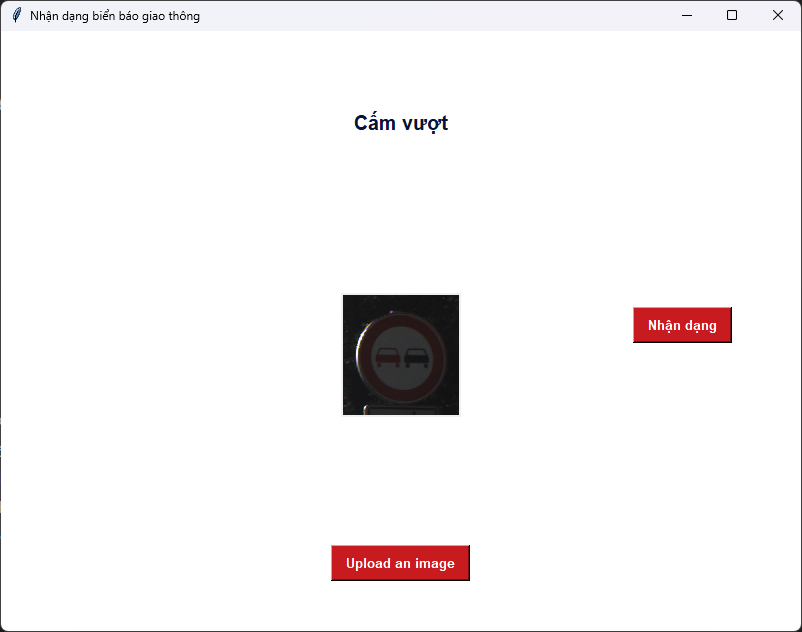 Nhận dạng biển báo giao thông
Cấm vượt
Nhận dạng
Upload an image